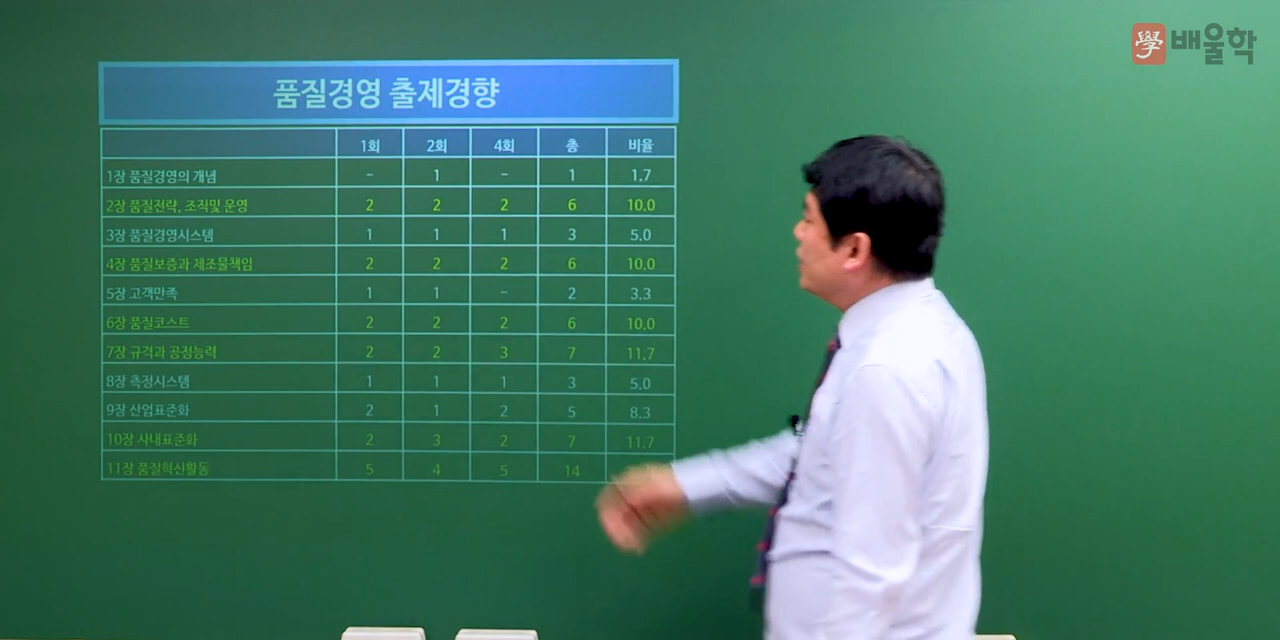 學 배울학
품질경영 출제경향
1회 2회 4회 총 비율
1장 품질경영의 개념 - 1 - 1 1.7
2장 품질전략, 조직및 운영 2 2 2 6 10.0
3장 품질경영시스템 1 1 1 3 5.0
4장 품질보증과 제조물책임 2 2 2 6 10.0
5장 고객만족 1 1 - 2 3.3
6장 품질코스트 2 2 2 6 10.0
7장 규격과 공정능력 2 2 3 7 11.7
8장 측정시스템 1 1 1 3 5.0
9장 산업표준화 2 1 2 5 8.3
10장 사내표준화 2 3 2 7 11.7
11장 품질혁신활동 5 4 5 14